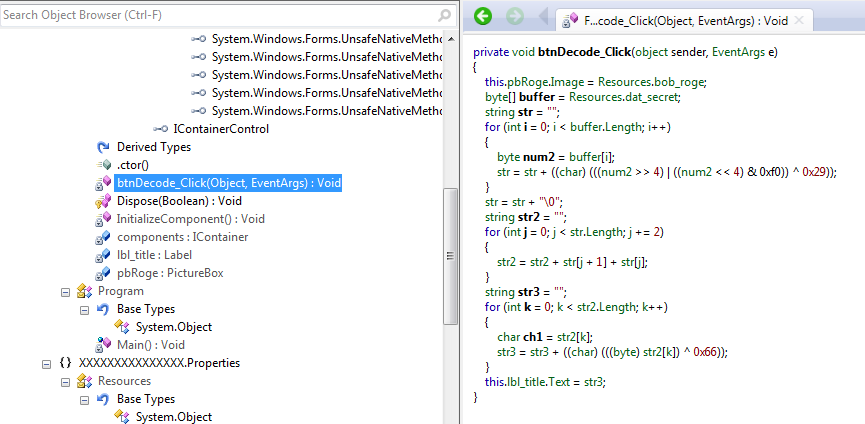 Search Object Browser (Ctrl-F)
System.Windows.Forms.UnsafeNativeMetho
System.Windows.Forms.UnsafeNativeMetho
System.Windows.Forms.UnsafeNativeMetho
System.Windows.Forms.UnsafeNativeMetho
System.Windows.Forms.UnsafeNativeMetho
IContainerControl
Derived Types
.ctor()
btnDecode_Click(Object, EventArgs) : Void
Dispose(Boolean) : Void
InitializeComponent() : Void
components : IContainer
lbl_title : Label
pbRoge : PictureBox
Program
Base Types
System.Object
Main() : Void
{} XXXXXXXXXXXXXXX.Properties
Resources
Base Types
System.Object
F...code_Click(Object, EventArgs) : Void
private void btnDecode_Click(object sender, EventArgs e)
{
this.pbRoge.Image = Resources.bob_roge;
byte[] buffer = Resources.dat_secret;
string str = "";
for (int i = 0; i < buffer.Length; i++)
{
byte num2 = buffer[i];
str = str + ((char) (((num2 >> 4) | ((num2 << 4) & 0xf0)) ^ 0x29));
}
str = str + "\0";
string str2 = "";
for (int j = 0; j < str.Length; j += 2)
{
str2 = str2 + str[j + 1] + str[j];
}
string str3 = "";
for (int k = 0; k < str2.Length; k++)
{
char ch1 = str2[k];
str3 = str3 + ((char) (((byte) str2[k]) ^ 0x66));
}
this.lbl_title.Text = str3;
}